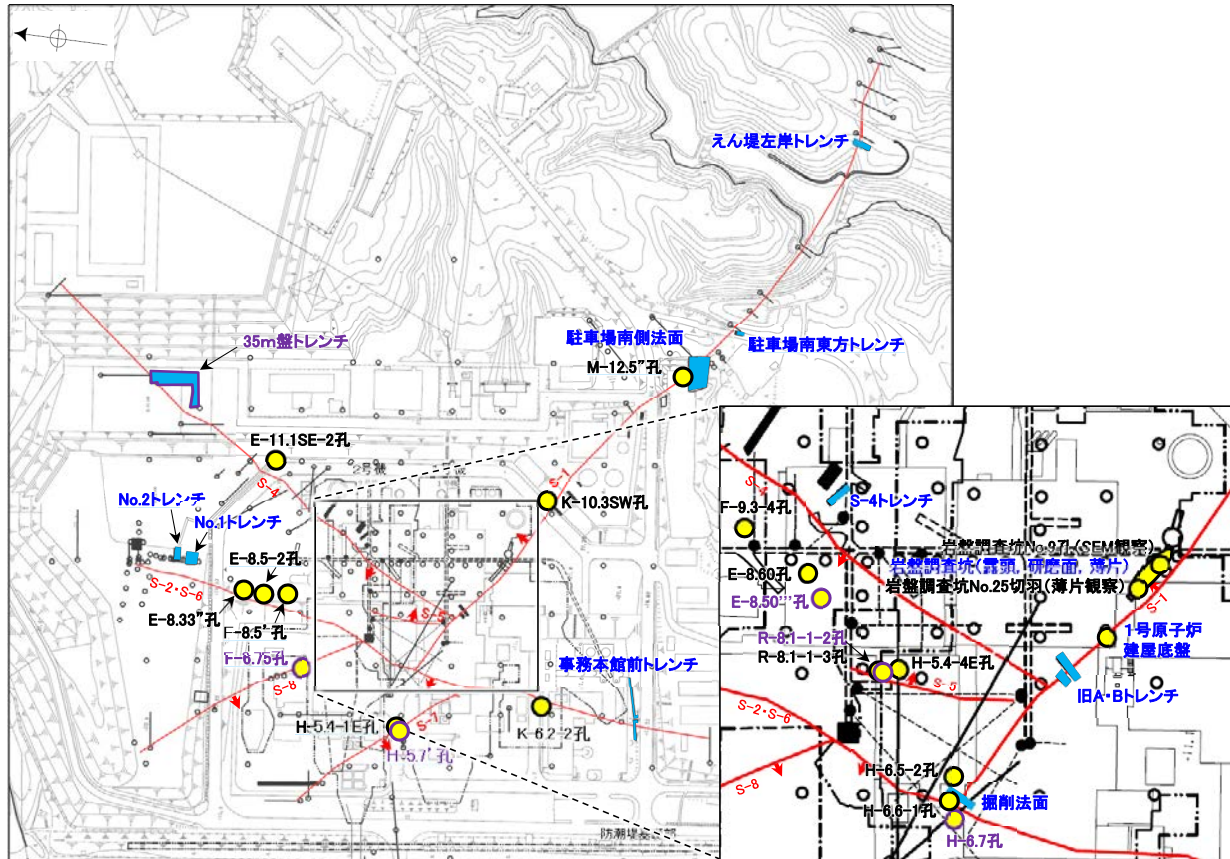 えん堤左岸トレンチ
35m盤トレンチ
駐車場南側法面
駐車場南東方トレンチ
M-12.5”孔
E-11.1SE-2孔
S-4
2号機
S-1
K-10.3SW孔
No.2トレンチ
No.1トレンチ
E-8.5-2孔
S-2・S-6
E-8.33”孔
F-8.5’孔
S-5
F-6.75孔
S-8
事務本館前トレンチ
H-5.4-1E孔
S-1
K-6.2-2孔
H-5.7’孔
S-4
S-4トレンチ
F-9.3-4孔
岩盤調査坑No.9孔(SEM観察)
岩盤調査坑(露頭, 研磨面, 薄片)
E-8.60孔
岩盤調査坑No.25切羽(薄片観察)
E-8.50’’’孔
S-1
1号原子炉
建屋底盤
R-8.1-1-2孔
R-8.1-1-3孔
H-5.4-4E孔
S-5
旧A・Bトレンチ
S-2・S-6
H-6.5-2孔
S-8
掘削法面
H-6.6-1孔
H-6.7孔